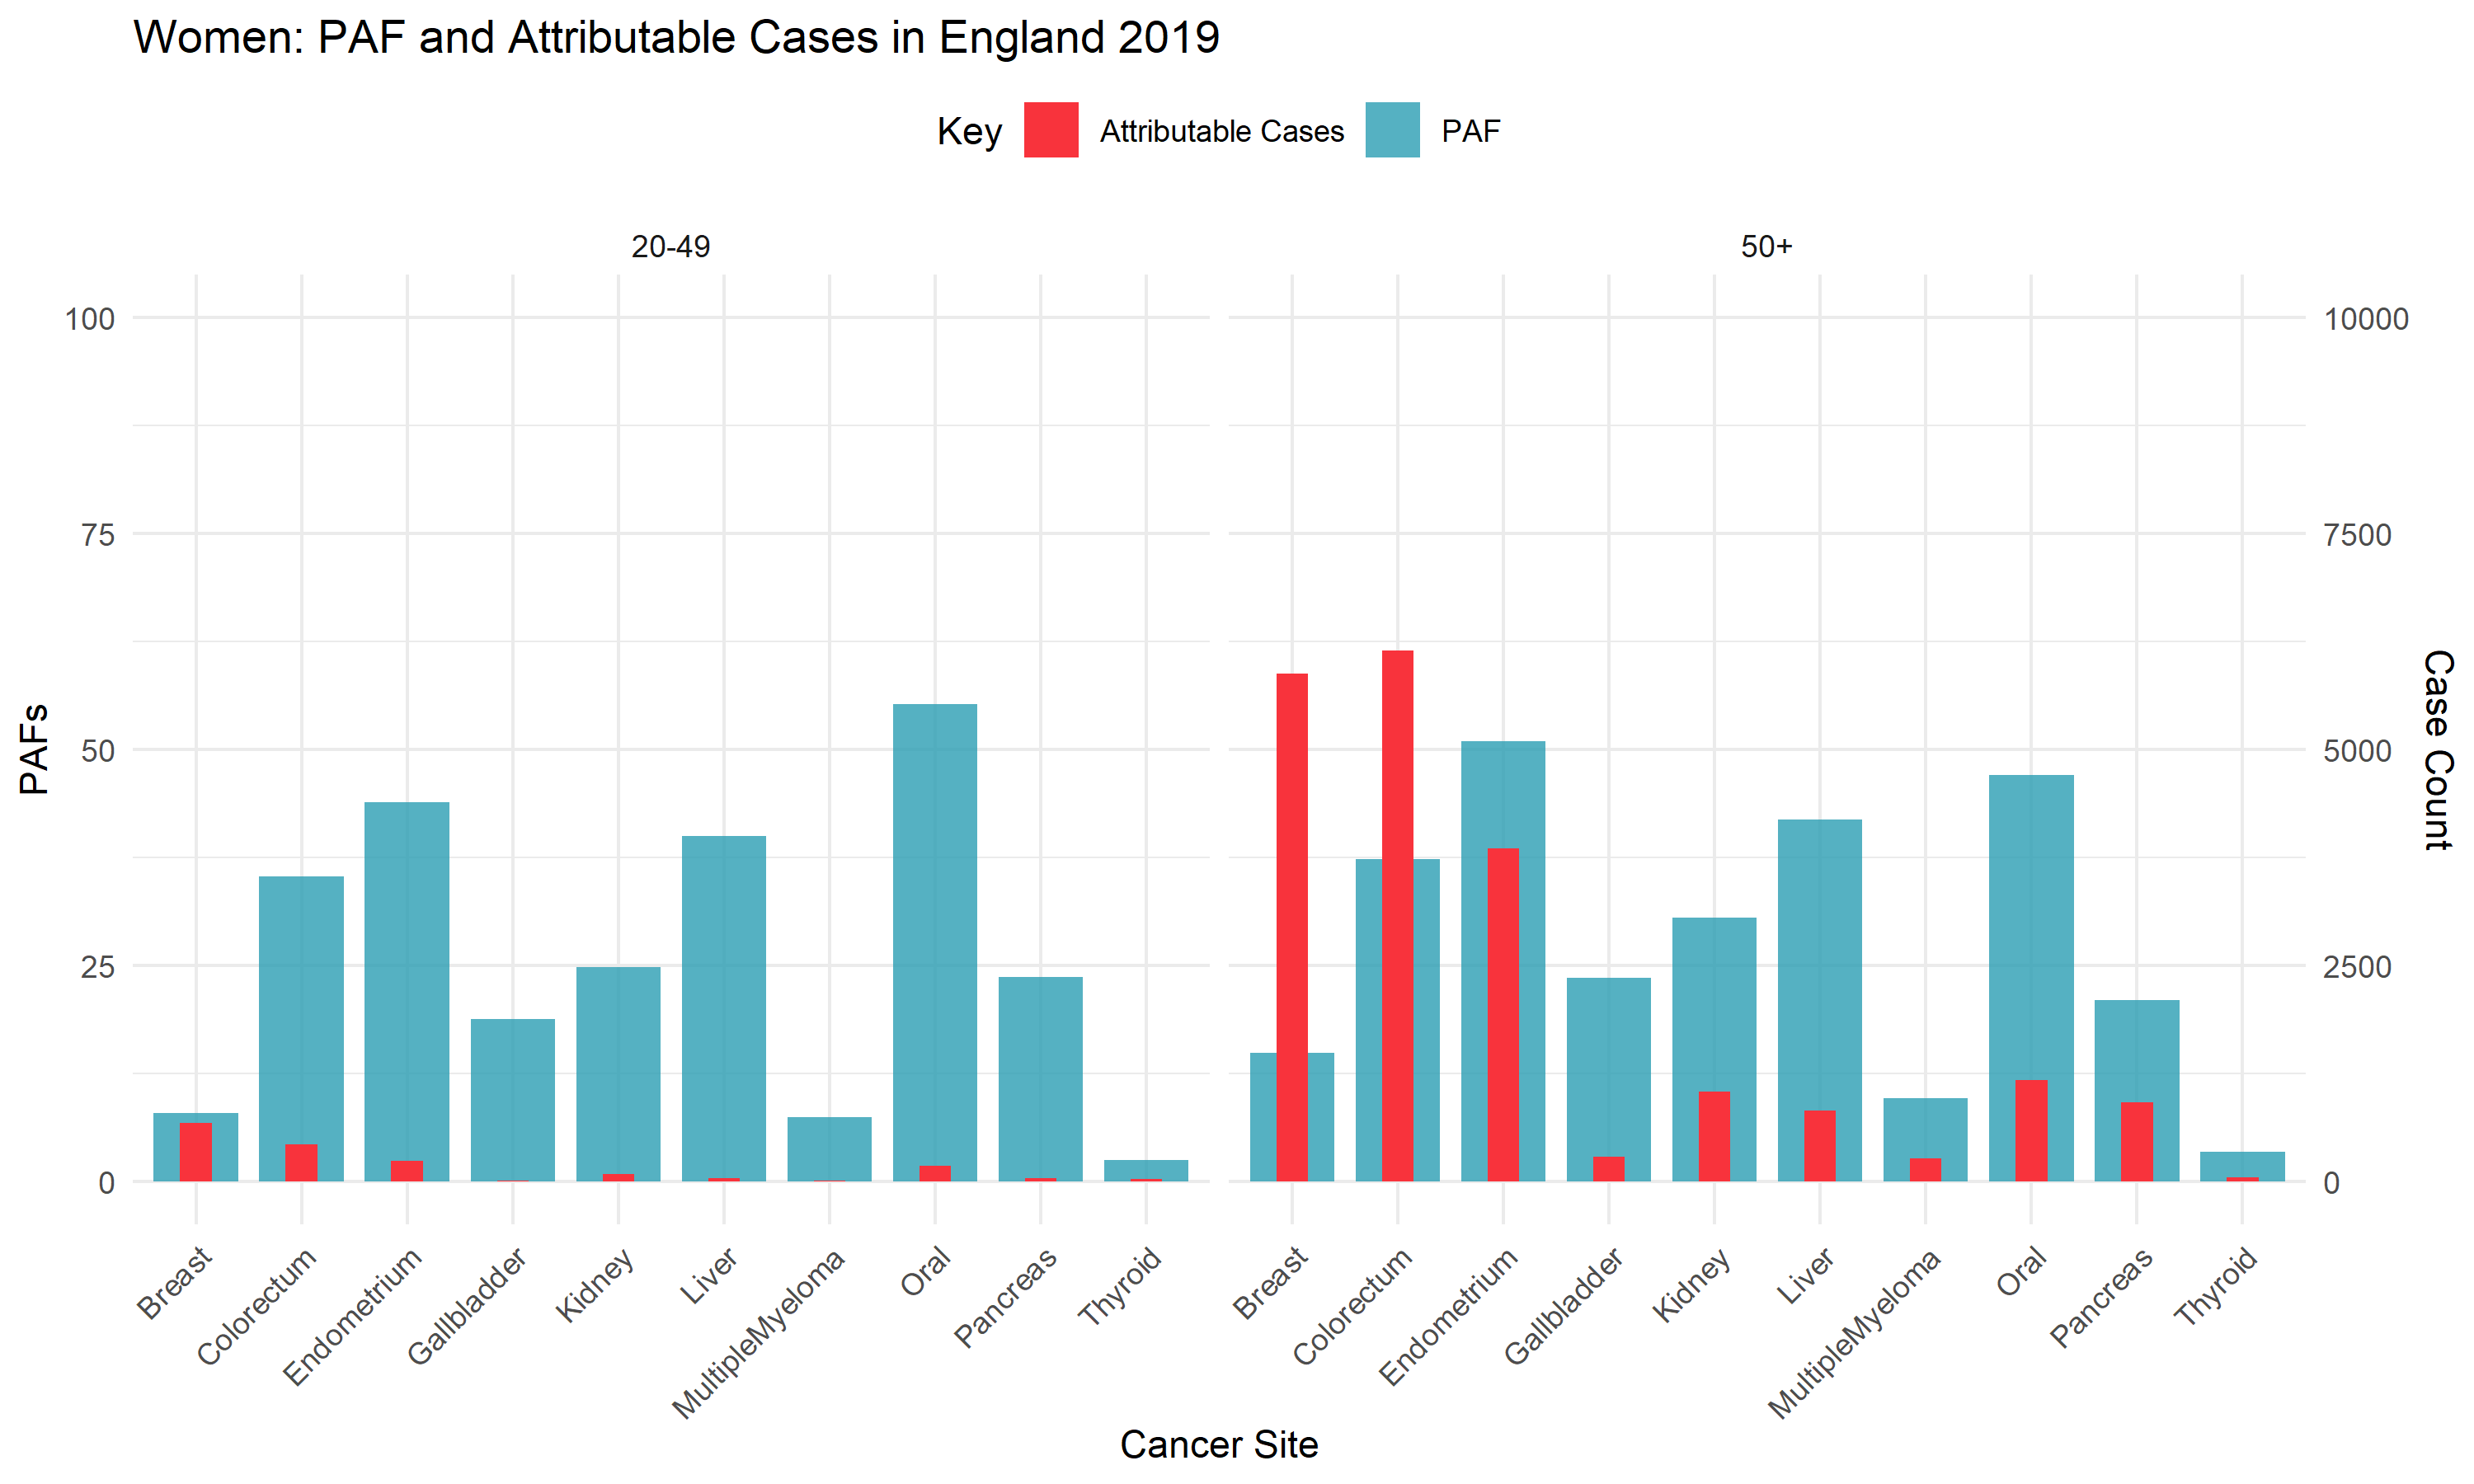 Women: PAF and Attributable Cases in England 2019
Key Attributable Cases PAF
20-49 50+
100 10000
75 7500
50 5000
25 2500
0 0
PAFs
Case Count
Breast Colorectum Endometrium Gallbladder Kidney Liver MultipleMyeloma Oral Pancreas Thyroid
Breast Colorectum Endometrium Gallbladder Kidney Liver MultipleMyeloma Oral Pancreas Thyroid
Cancer Site